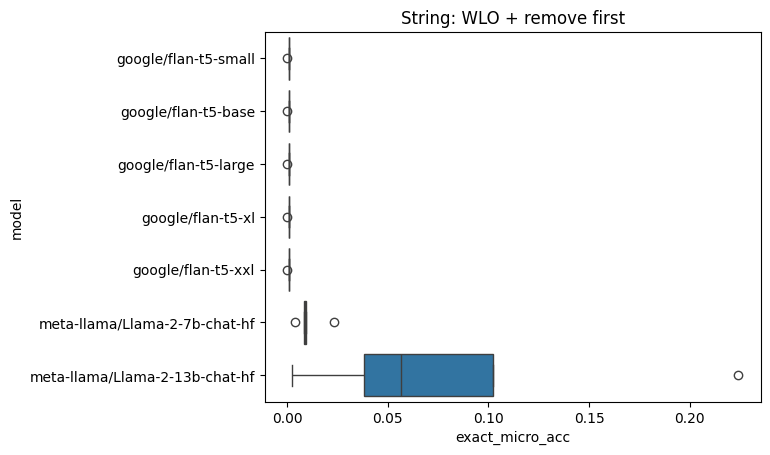 String: WLO + remove first
google/flan-t5-small
google/flan-t5-base
google/flan-t5-large
google/flan-t5-xl
google/flan-t5-xxl
meta-llama/Llama-2-7b-chat-hf
meta-llama/Llama-2-13b-chat-hf
model
0.00 0.05 0.10 0.15 0.20
exact_micro_acc